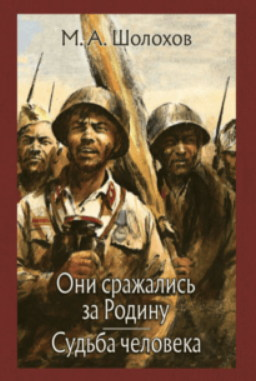 М. А. Шолохов
Они сражались
за Родину
Судьба человека